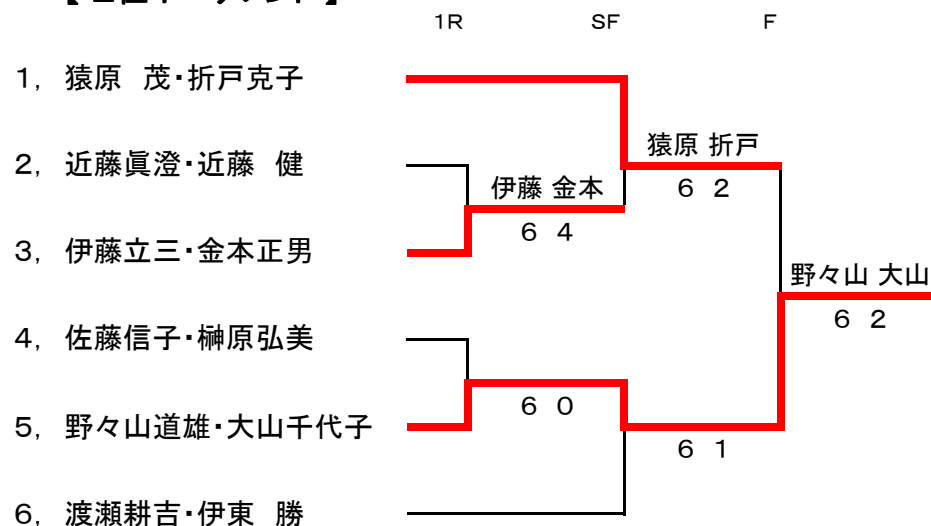 1R SF F
1, 猿原 茂・折戸克子
猿原 折戸
2, 近藤眞澄・近藤 健
6 2
伊藤 金本
6 4
3, 伊藤立三・金本正男
野々山 大山
6 2
4, 佐藤信子・榊原弘美
6 0
5, 野々山道雄・大山千代子
6 1
6, 渡瀬耕吉・伊東 勝